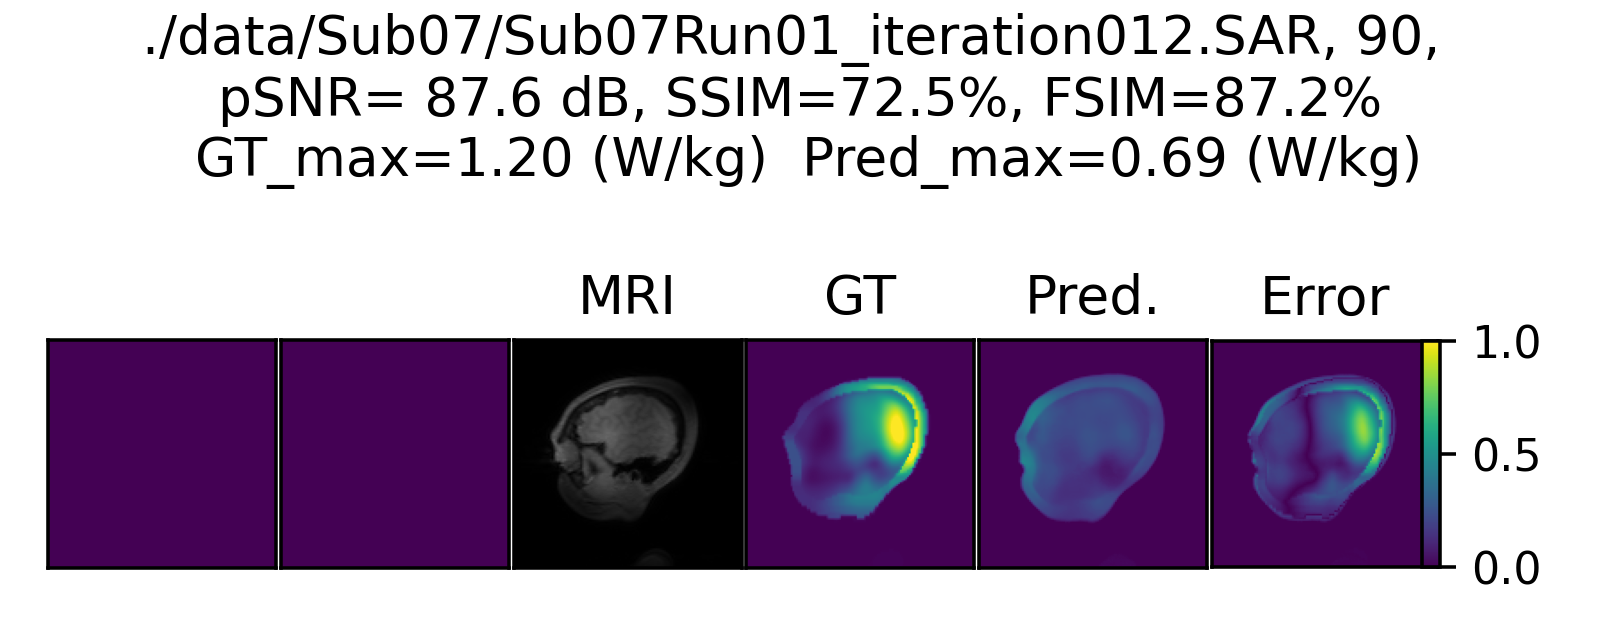 ./data/Sub07/Sub07Run01_iteration012.SAR, 90,
pSNR= 87.6 dB, SSIM=72.5%, FSIM=87.2%
GT_max=1.20 (W/kg)  Pred_max=0.69 (W/kg)
MRI GT Pred. Error
1.0
0.5
0.0